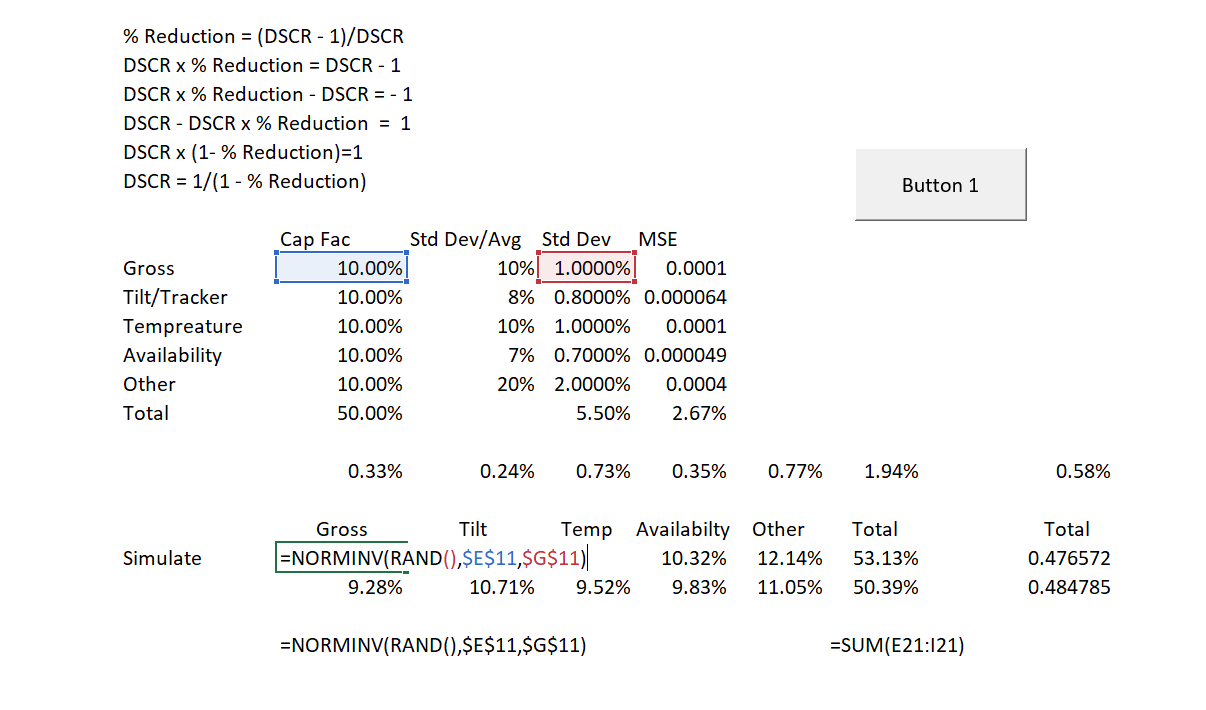 % Reduction = (DSCR - 1)/DSCR
DSCR x % Reduction = DSCR - 1
DSCR x % Reduction - DSCR = - 1
DSCR - DSCR x % Reduction  =  1
DSCR x (1- % Reduction)=1
DSCR = 1/(1 - % Reduction)
Button 1
Cap Fac Std Dev/Avg Std Dev MSE
Gross 10.00% 10% 1.0000% 0.0001
Tilt/Tracker 10.00% 8% 0.8000% 0.000064
Tempreature 10.00% 10% 1.0000% 0.0001
Availability 10.00% 7% 0.7000% 0.000049
Other 10.00% 20% 2.0000% 0.0004
Total 50.00% 5.50% 2.67%
0.33% 0.24% 0.73% 0.35% 0.77% 1.94% 0.58%
Gross Tilt Temp Availabilty Other Total Total
Simulate =NORMINV(RAND(),$E$11,$G$11) 10.32% 12.14% 53.13% 0.476572
9.28% 10.71% 9.52% 9.83% 11.05% 50.39% 0.484785
=NORMINV(RAND(),$E$11,$G$11) =SUM(E21:I21)